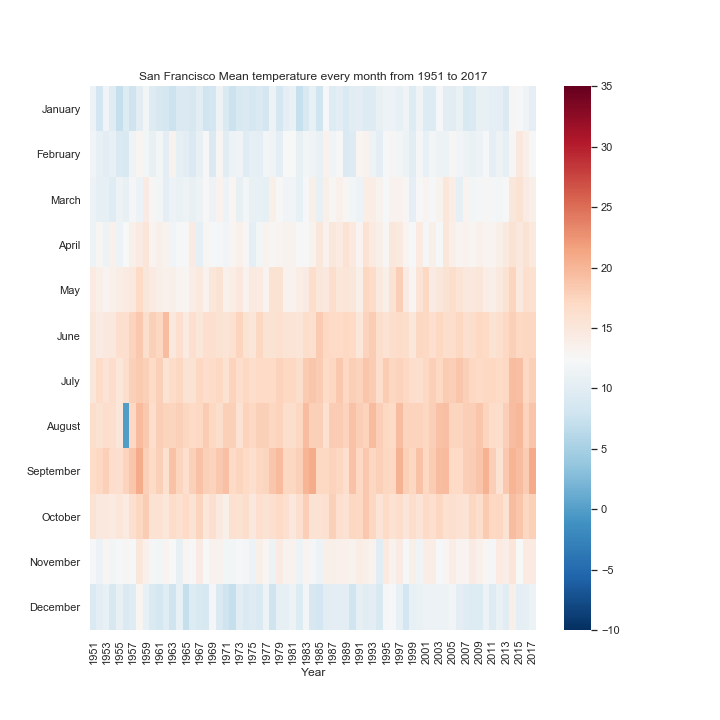 San Francisco Mean temperature every month from 1951 to 2017
January
February
March
April
May
June
July
August
September
October
November
December
1951 1953 1955 1957 1959 1961 1963 1965 1967 1969 1971 1973 1975 1977 1979 1981 1983 1985 1987 1989 1991 1993 1995 1997 1999 2001 2003 2005 2007 2009 2011 2013 2015 2017
Year
35
30
25
20
15
10
5
0
−5
−10